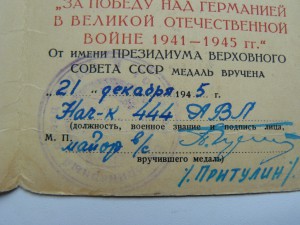 „ЗА ПОБЕДУ НАД ГЕРМАНИЕЙ
В ВЕЛИКОЙ ОТЕЧЕСТВЕННОЙ
ВОЙНЕ 1941—1945 гг."
От имени ПРЕЗИДИУМА ВЕРХОВНОГО
СОВЕТА СССР МЕДАЛЬ ВРУЧЕНА
„21" декабря 1945 г.
Нач-к 444 АВЛ
(должность, военное звание и подпись лица,
М. П. майор в/с
вручившего медаль)
/Притулин/